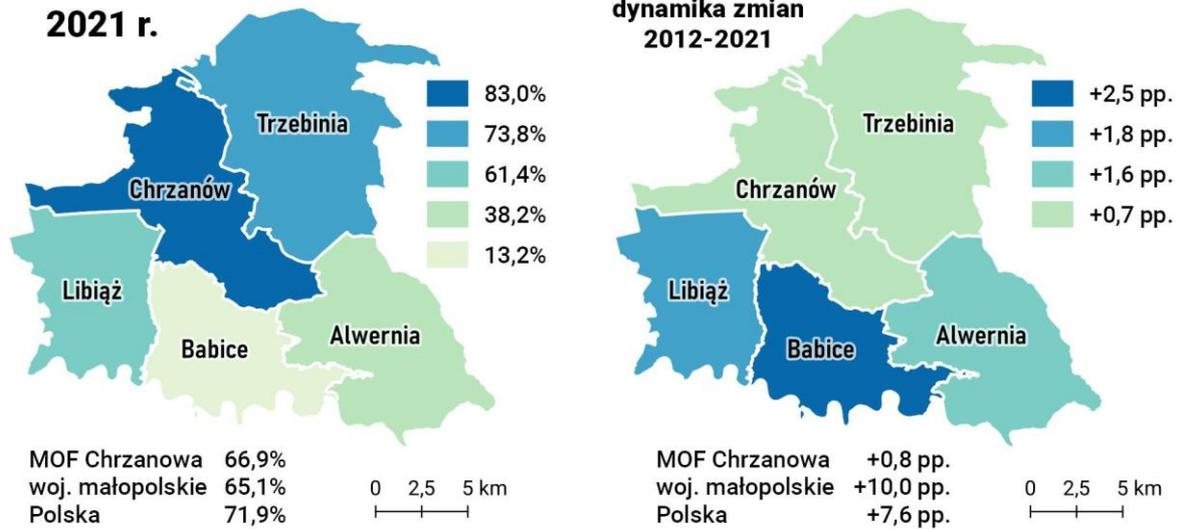 2021 r.
83,0%
73,8%
61,4%
38,2%
13,2%
Trzebinia
Chrzanów
Libiąż
Babice
Alwernia
MOF Chrzanowa 66,9%
woj. małopolskie 65,1%
Polska 71,9%
0 2,5 5 km
dynamika zmian
2012-2021
+2,5 pp.
+1,8 pp.
+1,6 pp.
+0,7 pp.
Trzebinia
Chrzanów
Libiąż
Babice
Alwernia
MOF Chrzanowa +0,8 pp.
woj. małopolskie +10,0 pp.
Polska +7,6 pp.
0 2,5 5 km